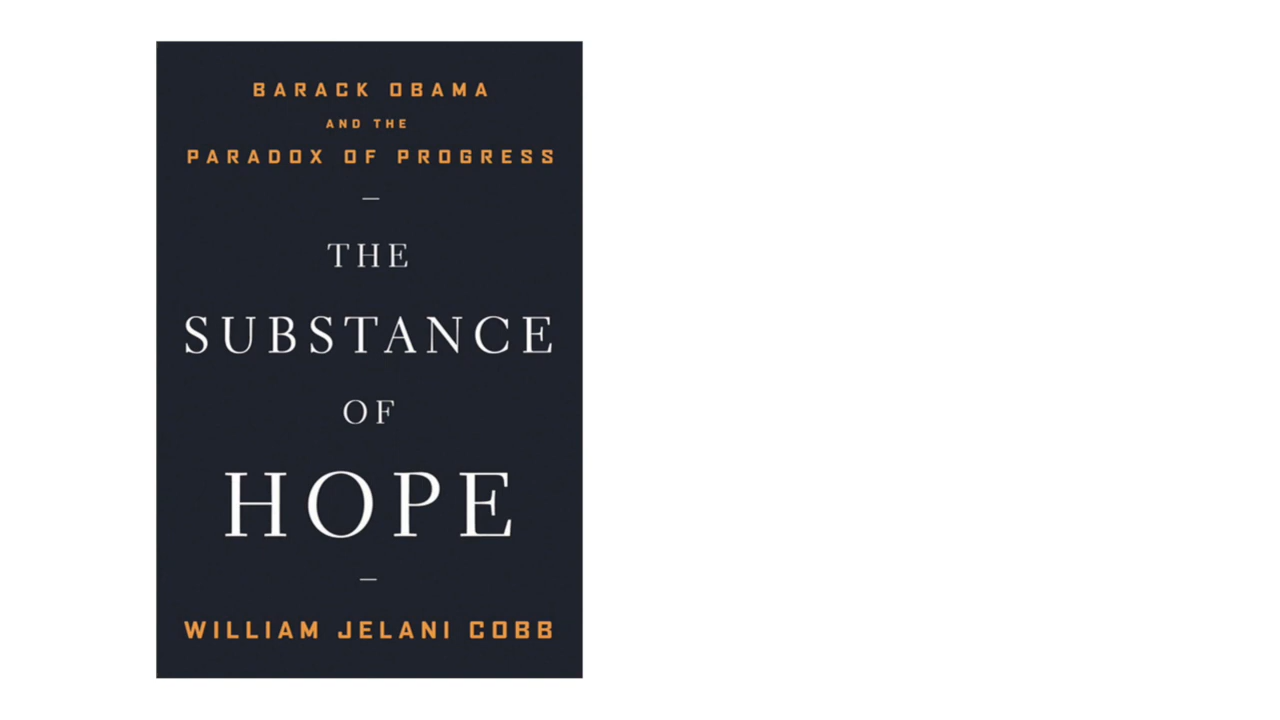 BARACK OBAMA
AND THE
PARADOX OF PROGRESS
—
THE
SUBSTANCE
OF
HOPE
—
WILLIAM JELANI COBB